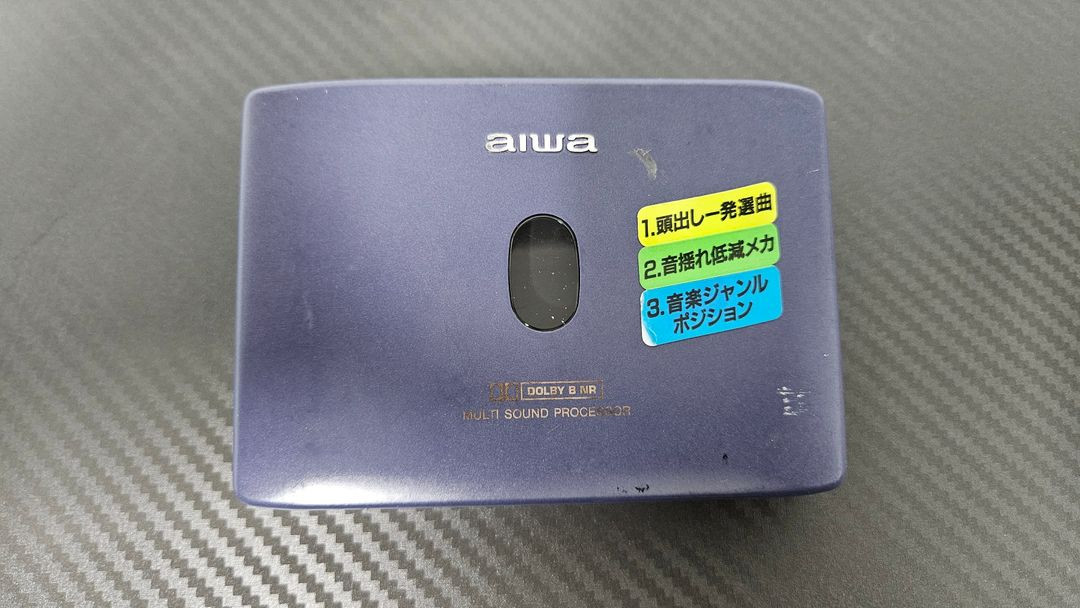 aiwa
1.頭出し一発選曲
2.音揺れ低減メカ
3.音楽ジャンル
ポジション
DOLBY B NR
MULTI SOUND PROCESSOR